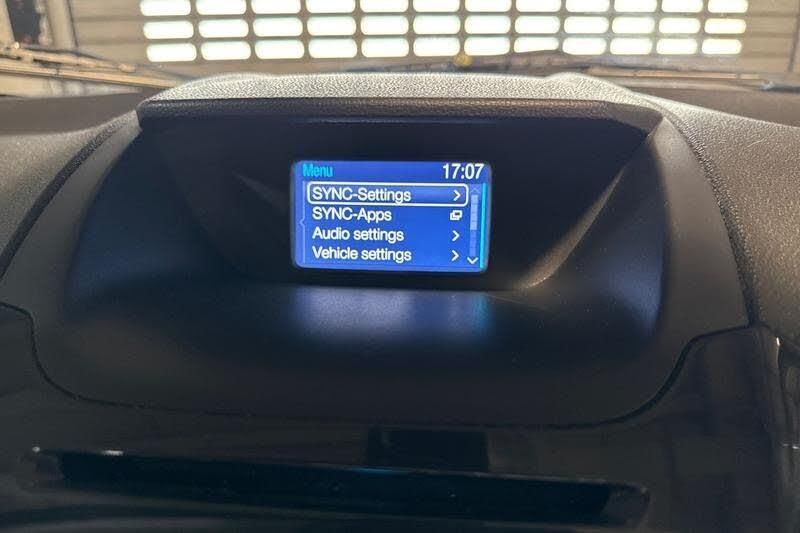 Menu 17:07
SYNC-Settings
SYNC-Apps
Audio settings
Vehicle settings